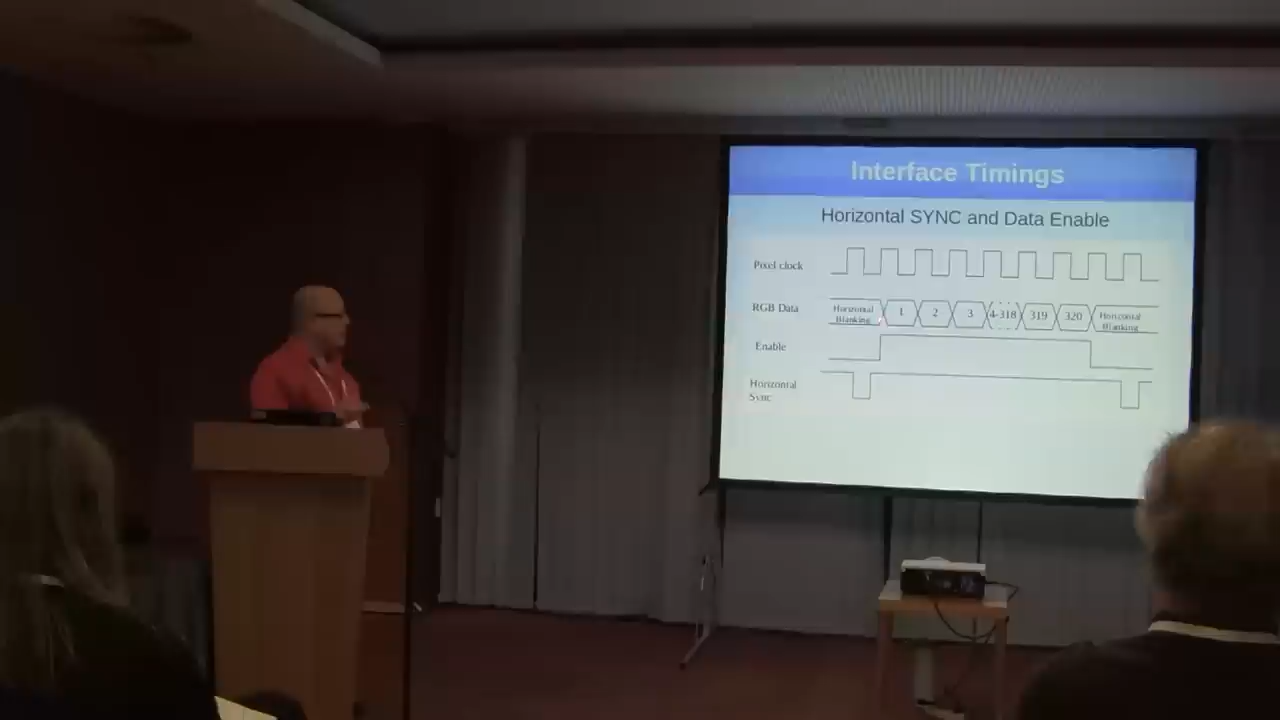 Interface Timings
Horizontal SYNC and Data Enable
Pixel clock
RGB Data
Horizontal
Blanking
1
2
3
4-318
319
320
Horizontal
Blanking
Enable
Horizontal
Sync